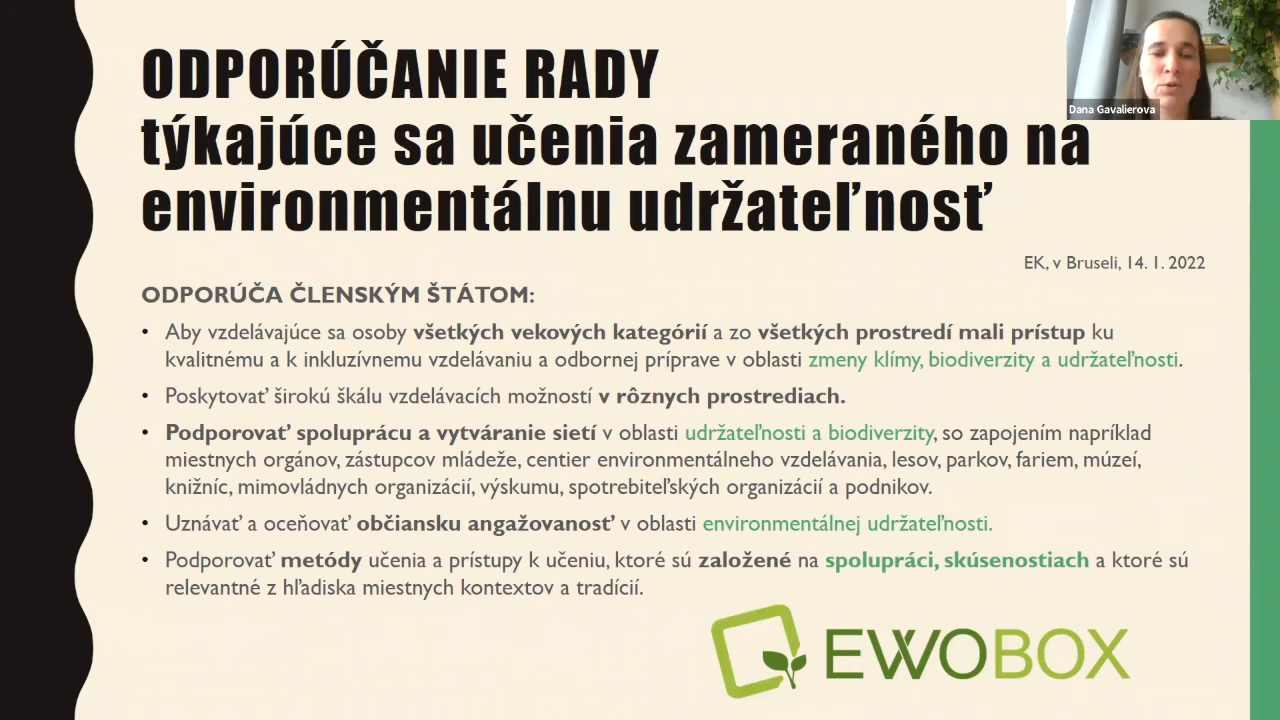 ODPORÚČANIE RADY
týkajúce sa učenia zameraného na
environmentálnu udržateľnosť
Dana Gavalierova
EK, v Bruseli, 14. 1. 2022
ODPORÚČA ČLENSKÝM ŠTÁTOM:
• Aby vzdelávajúce sa osoby všetkých vekových kategórií a zo všetkých prostredí mali prístup ku
kvalitnému a k inkluzívnemu vzdelávaniu a odbornej príprave v oblasti zmeny klímy, biodiverzity a udržateľnosti.
• Poskytovať širokú škálu vzdelávacích možností v rôznych prostrediach.
• Podporovať spoluprácu a vytváranie sietí v oblasti udržateľnosti a biodiverzity, so zapojením napríklad
miestnych orgánov, zástupcov mládeže, centier environmentálneho vzdelávania, lesov, parkov, fariem, múzeí,
knižníc, mimovládnych organizácií, výskumu, spotrebiteľských organizácií a podnikov.
• Uznávať a oceňovať občiansku angažovanosť v oblasti environmentálnej udržateľnosti.
• Podporovať metódy učenia a prístupy k učeniu, ktoré sú založené na spolupráci, skúsenostiach a ktoré sú
relevantné z hľadiska miestnych kontextov a tradícií.
EWOBOX